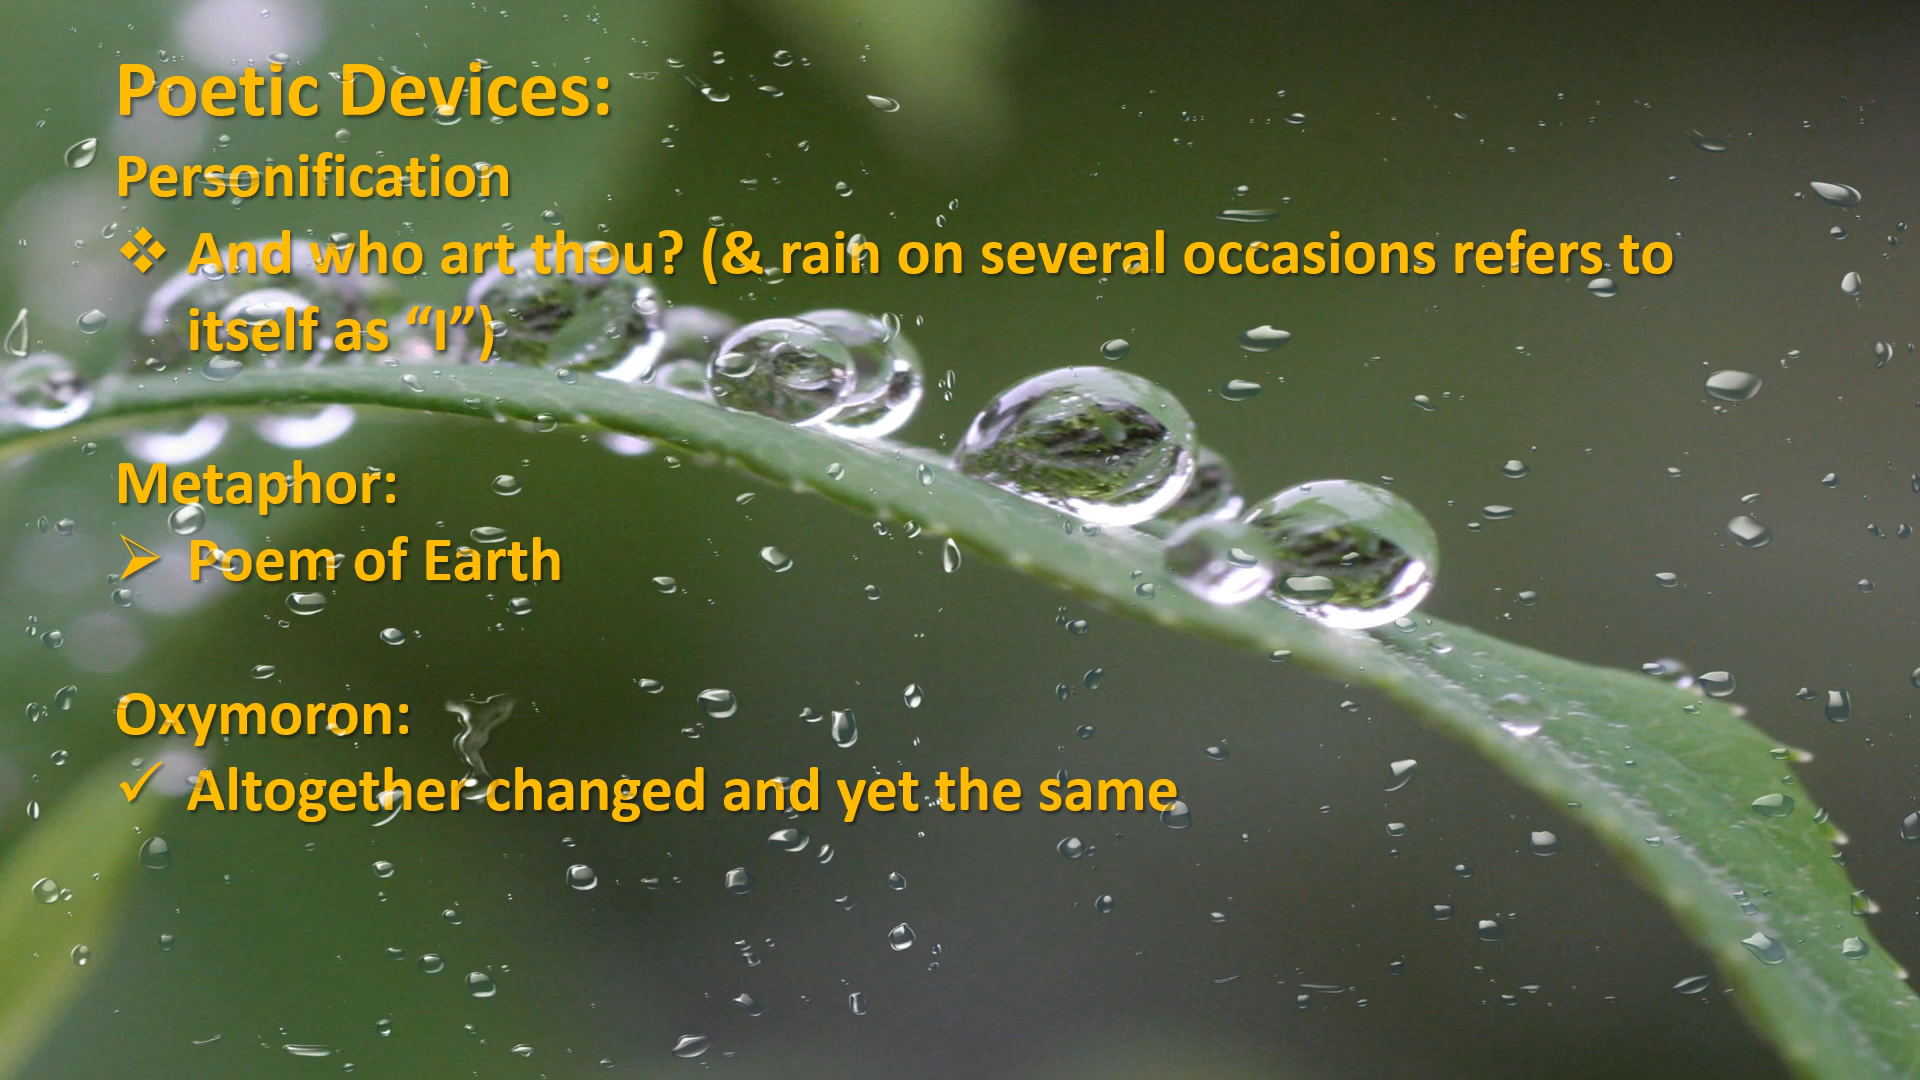 Poetic Devices:
Personification
❖ And who art thou? (& rain on several occasions refers to
itself as “I”)
Metaphor:
➢ Poem of Earth
Oxymoron:
✓ Altogether changed and yet the same